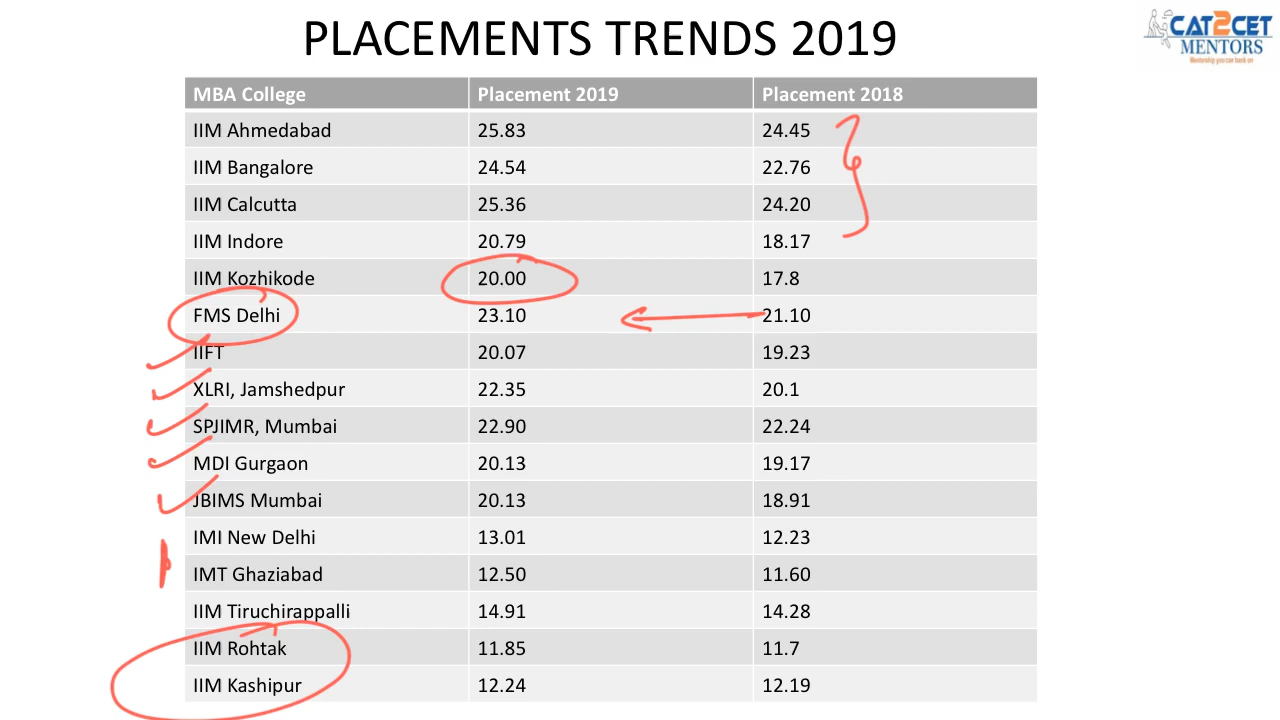 PLACEMENTS TRENDS 2019
CAT2CET
MENTORS
Mentorship you can bank on
MBA College Placement 2019 Placement 2018
IIM Ahmedabad 25.83 24.45
IIM Bangalore 24.54 22.76
IIM Calcutta 25.36 24.20
IIM Indore 20.79 18.17
IIM Kozhikode 20.00 17.8
FMS Delhi 23.10 21.10
IIFT 20.07 19.23
XLRI, Jamshedpur 22.35 20.1
SPJIMR, Mumbai 22.90 22.24
MDI Gurgaon 20.13 19.17
JBIMS Mumbai 20.13 18.91
IMI New Delhi 13.01 12.23
IMT Ghaziabad 12.50 11.60
IIM Tiruchirappalli 14.91 14.28
IIM Rohtak 11.85 11.7
IIM Kashipur 12.24 12.19